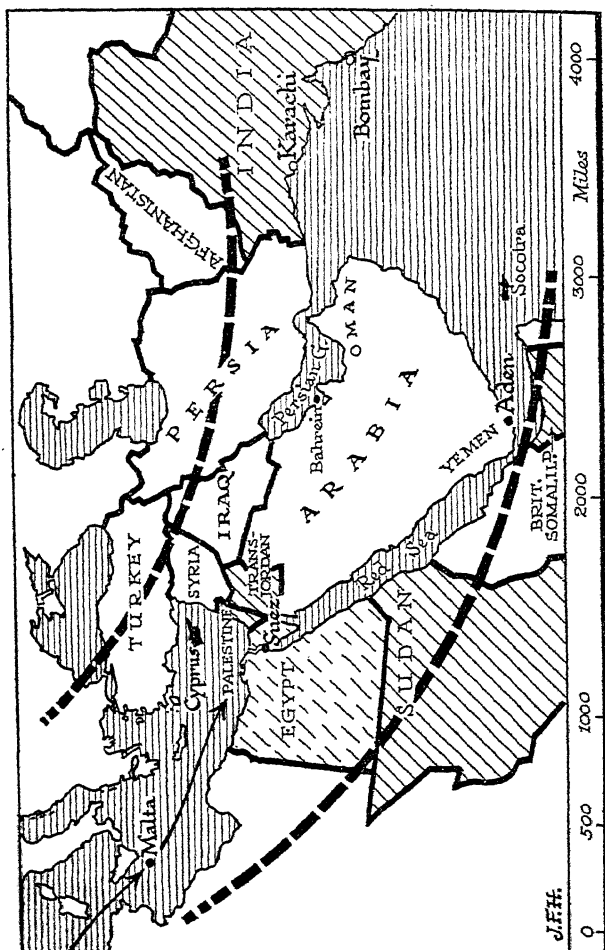 TURKEY
PERSIA
AFGHANISTAN
INDIA
Karachi
Bombay
Malta
Cyprus
SYRIA
IRAQ
PALESTINE
TRANS-
JORDAN
Suez
EGYPT
Persian G.
Bahrein
OMAN
ARABIA
Red
YEMEN
Aden
Socotra
SUDAN
BRIT.
SOMALILD.
J.F.H.
0
500
1000
2000
3000
Miles
4000